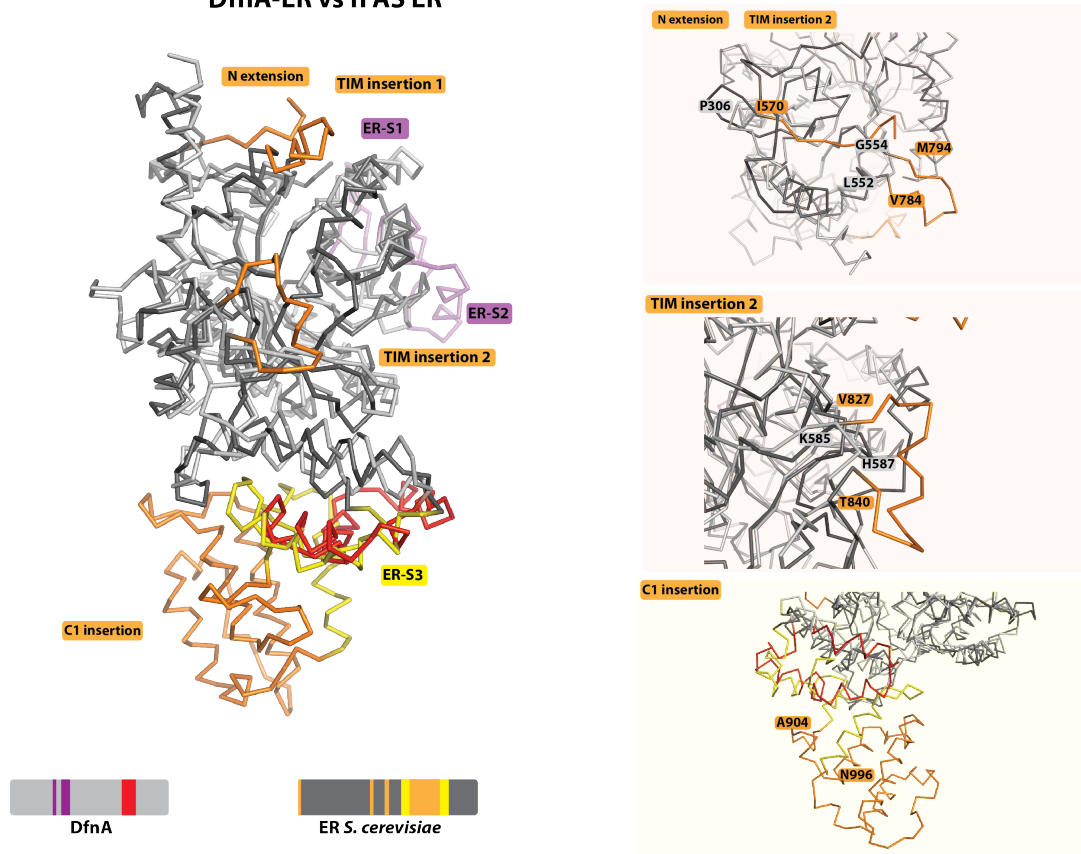 DfnA-ER vs fFAS ER
N extension
TIM insertion 1
ER-S1
ER-S2
TIM insertion 2
ER-S3
C1 insertion
DfnA
ER S. cerevisiae
N extension
TIM insertion 2
P306
I570
G554
M794
L552
V784
TIM insertion 2
V827
K585
H587
T840
C1 insertion
A904
N996